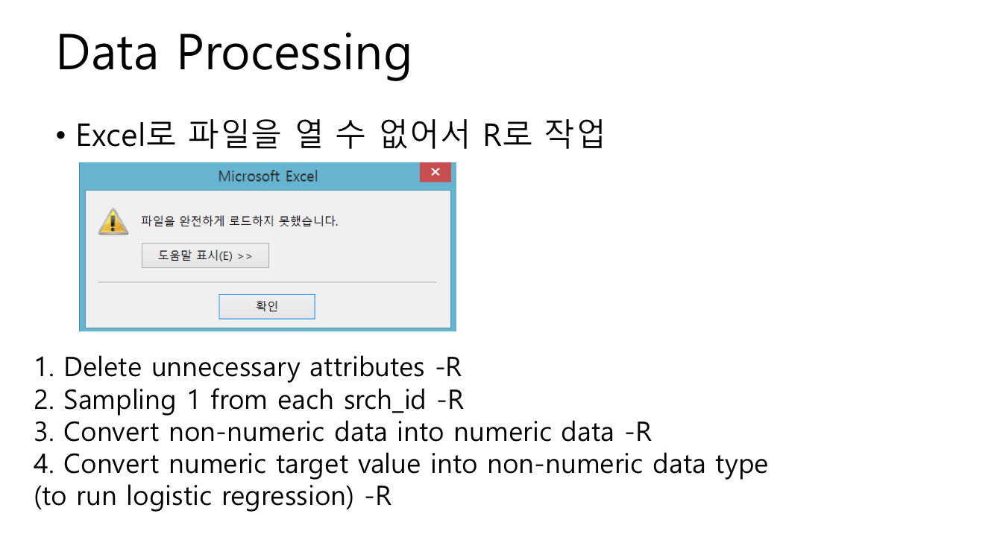 Data Processing
• Excel로 파일을 열 수 없어서 R로 작업
Microsoft Excel
파일을 완전하게 로드하지 못했습니다.
도움말 표시(E) >>
확인
1. Delete unnecessary attributes -R
2. Sampling 1 from each srch_id -R
3. Convert non-numeric data into numeric data -R
4. Convert numeric target value into non-numeric data type
(to run logistic regression) -R